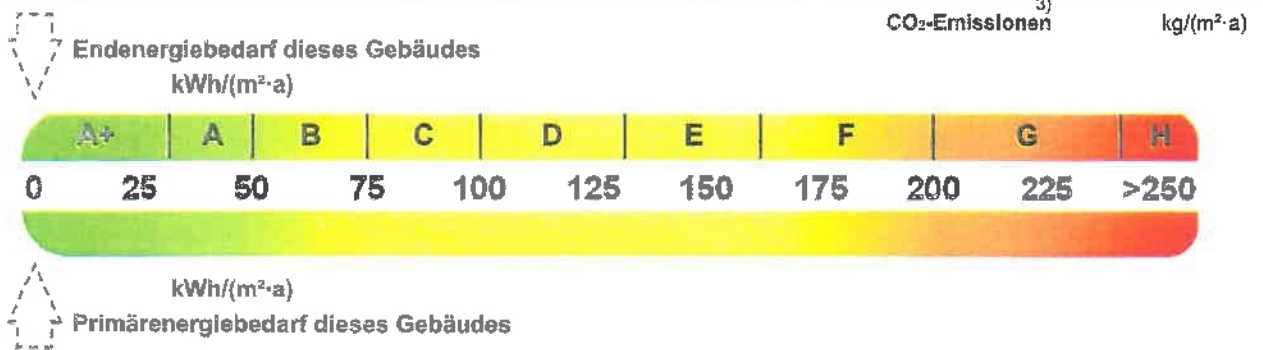 3)
CO₂-Emissionen kg/(m²·a)
Endenergiebedarf dieses Gebäudes
kWh/(m²·a)
A+ A B C D E F G H
0 25 50 75 100 125 150 175 200 225 >250
kWh/(m²·a)
Primärenergiebedarf dieses Gebäudes